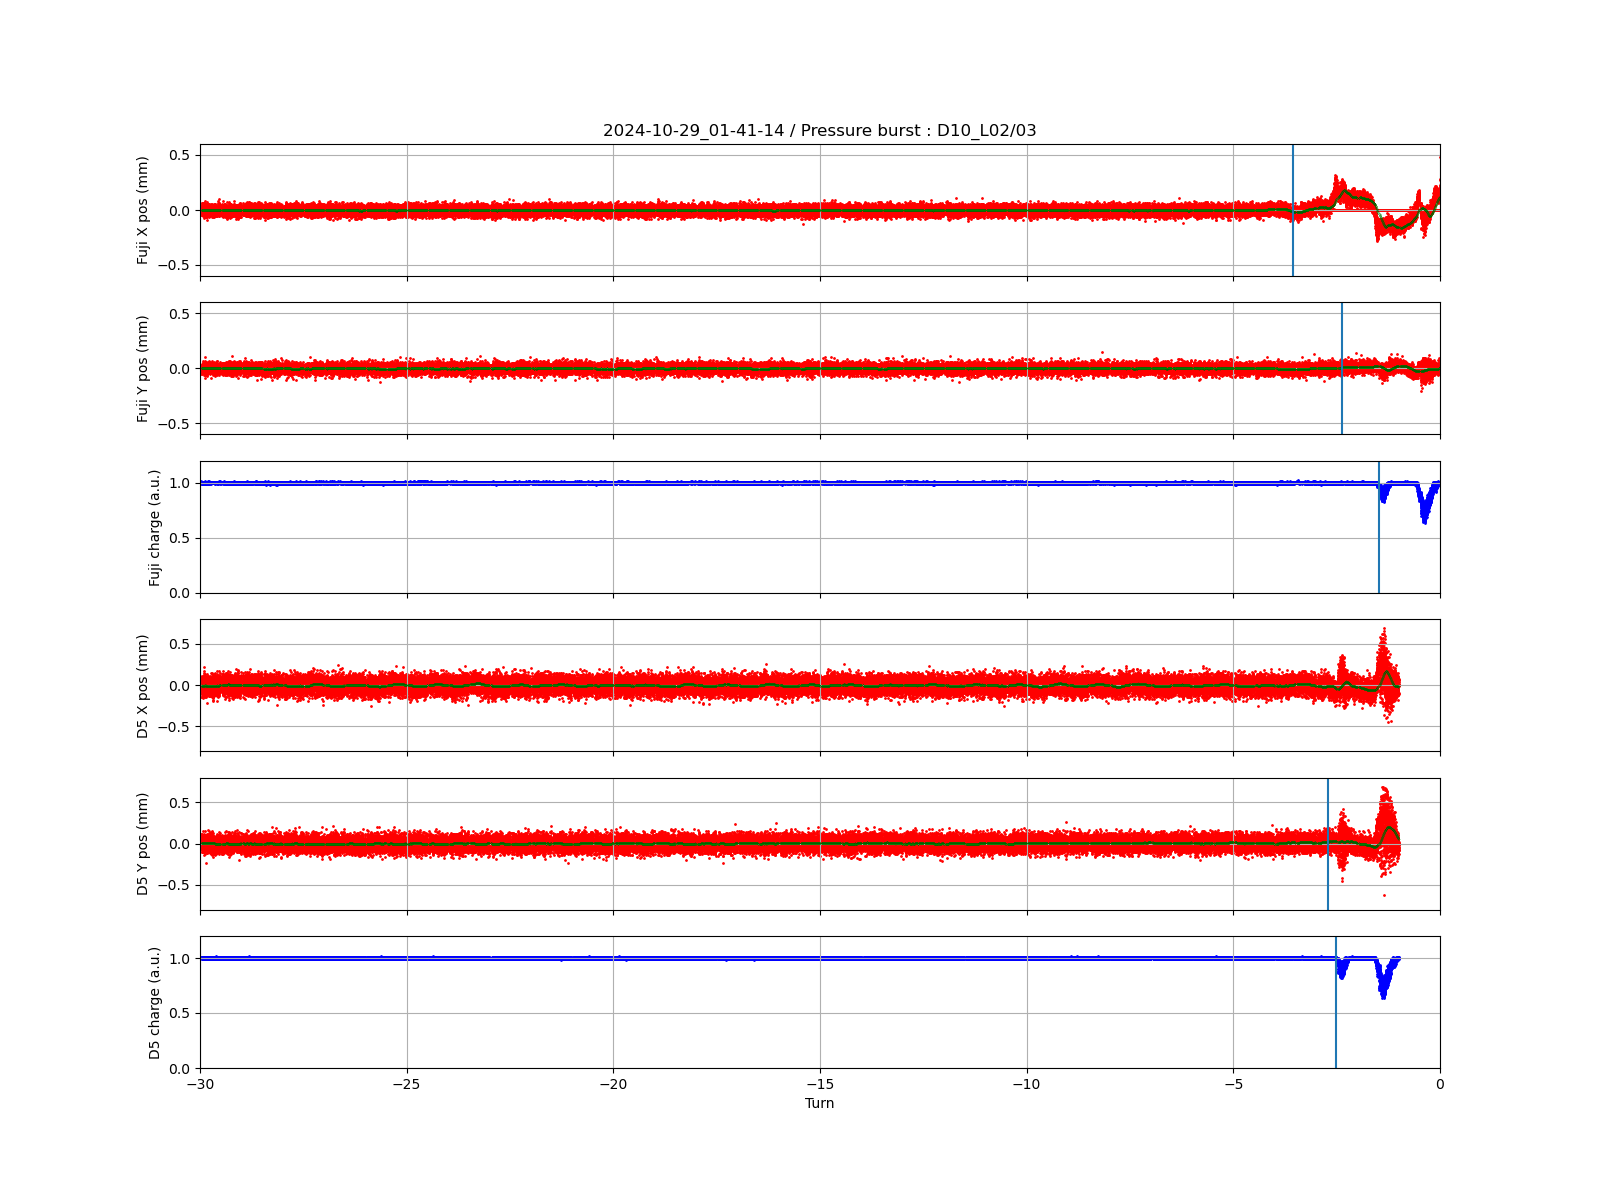 2024-10-29_01-41-14 / Pressure burst : D10_L02/03
Fuji X pos (mm)
0.5
0.0
−0.5
Fuji Y pos (mm)
0.5
0.0
−0.5
Fuji charge (a.u.)
1.0
0.5
0.0
D5 X pos (mm)
0.5
0.0
−0.5
D5 Y pos (mm)
0.5
0.0
−0.5
D5 charge (a.u.)
1.0
0.5
0.0
−30 −25 −20 −15 −10 −5 0
Turn